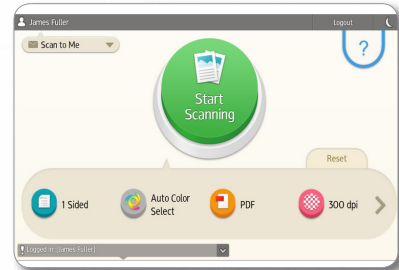 James Fuller
Logout
Scan to Me
?
Start
Scanning
Reset
1 Sided
Auto Color
Select
PDF
300 dpi
Logged in :James Fuller]